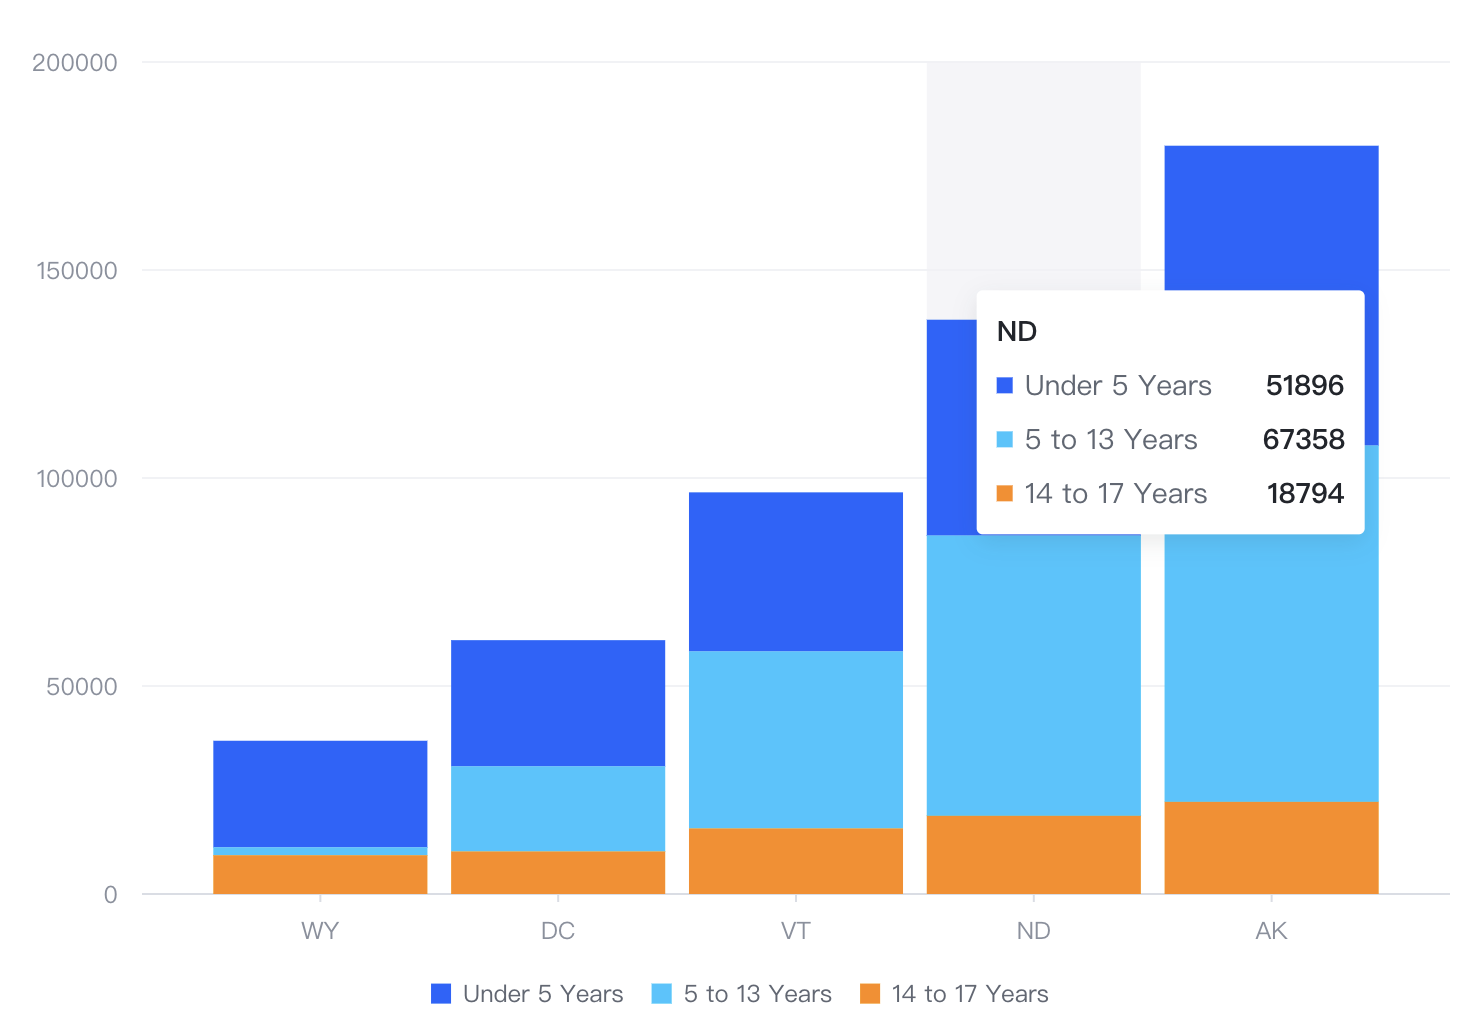 200000
150000
100000
50000
0
ND
Under 5 Years 51896
5 to 13 Years 67358
14 to 17 Years 18794
WY DC VT ND AK
Under 5 Years 5 to 13 Years 14 to 17 Years